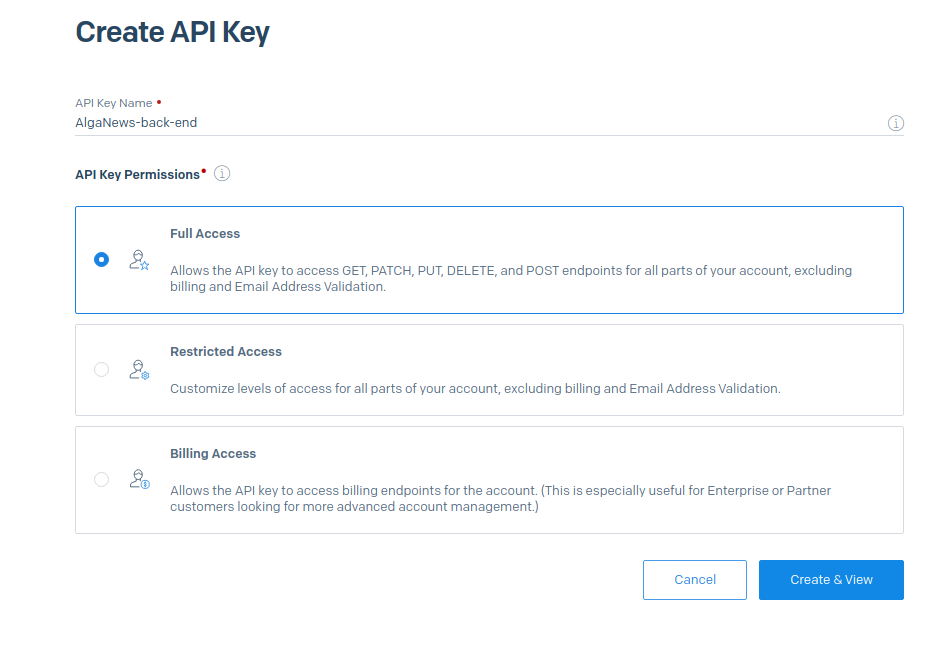 Create API Key
API Key Name •
AlgaNews-back-end
API Key Permissions•
Full Access
Allows the API key to access GET, PATCH, PUT, DELETE, and POST endpoints for all parts of your account, excluding
billing and Email Address Validation.
Restricted Access
Customize levels of access for all parts of your account, excluding billing and Email Address Validation.
Billing Access
Allows the API key to access billing endpoints for the account. (This is especially useful for Enterprise or Partner
customers looking for more advanced account management.)
Cancel
Create & View